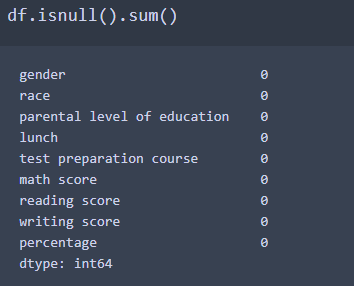 df.isnull().sum()
gender 0
race 0
parental level of education 0
lunch 0
test preparation course 0
math score 0
reading score 0
writing score 0
percentage 0
dtype: int64